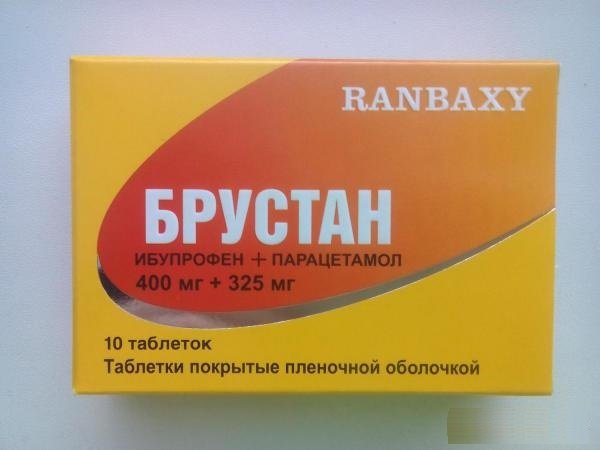 RANBAXY
БРУСТАН
ИБУПРОФЕН + ПАРАЦЕТАМОЛ
400 мг + 325 мг
10 таблеток
Таблетки покрытые пленочной оболочкой